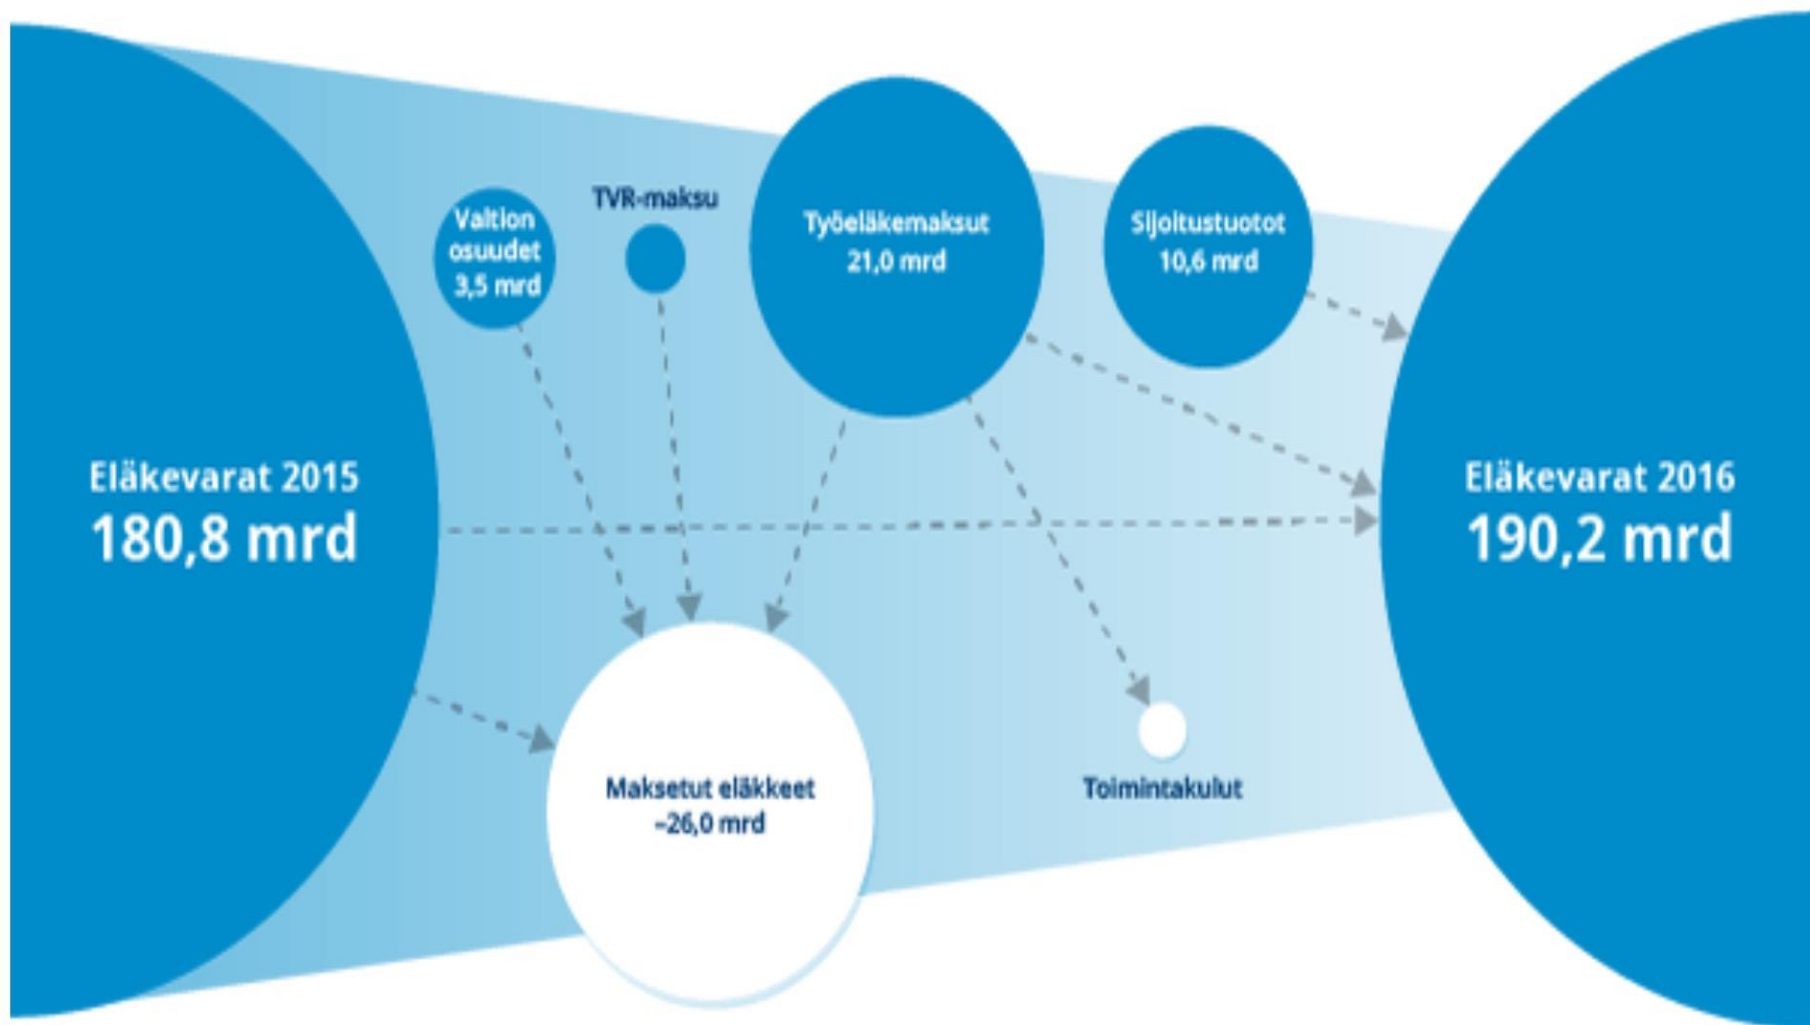 Eläkevarat 2015
180,8 mrd
Valtion
osuudet
3,5 mrd
TVR-maksu
Työeläkemaksut
21,0 mrd
Sijoitustuotot
10,6 mrd
Maksetut eläkkeet
–26,0 mrd
Toimintakulut
Eläkevarat 2016
190,2 mrd